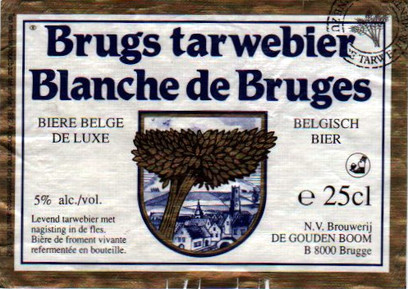 Brugs tarwebier
Blanche de Bruges
BIERE BELGE
DE LUXE
BELGISCH
BIER
5% alc./vol.
e 25cl
Levend tarwebier met
nagisting in de fles.
Bière de froment vivante
refermentée en bouteille.
N.V. Brouwerij
DE GOUDEN BOOM
B 8000 Brugge
TARWE